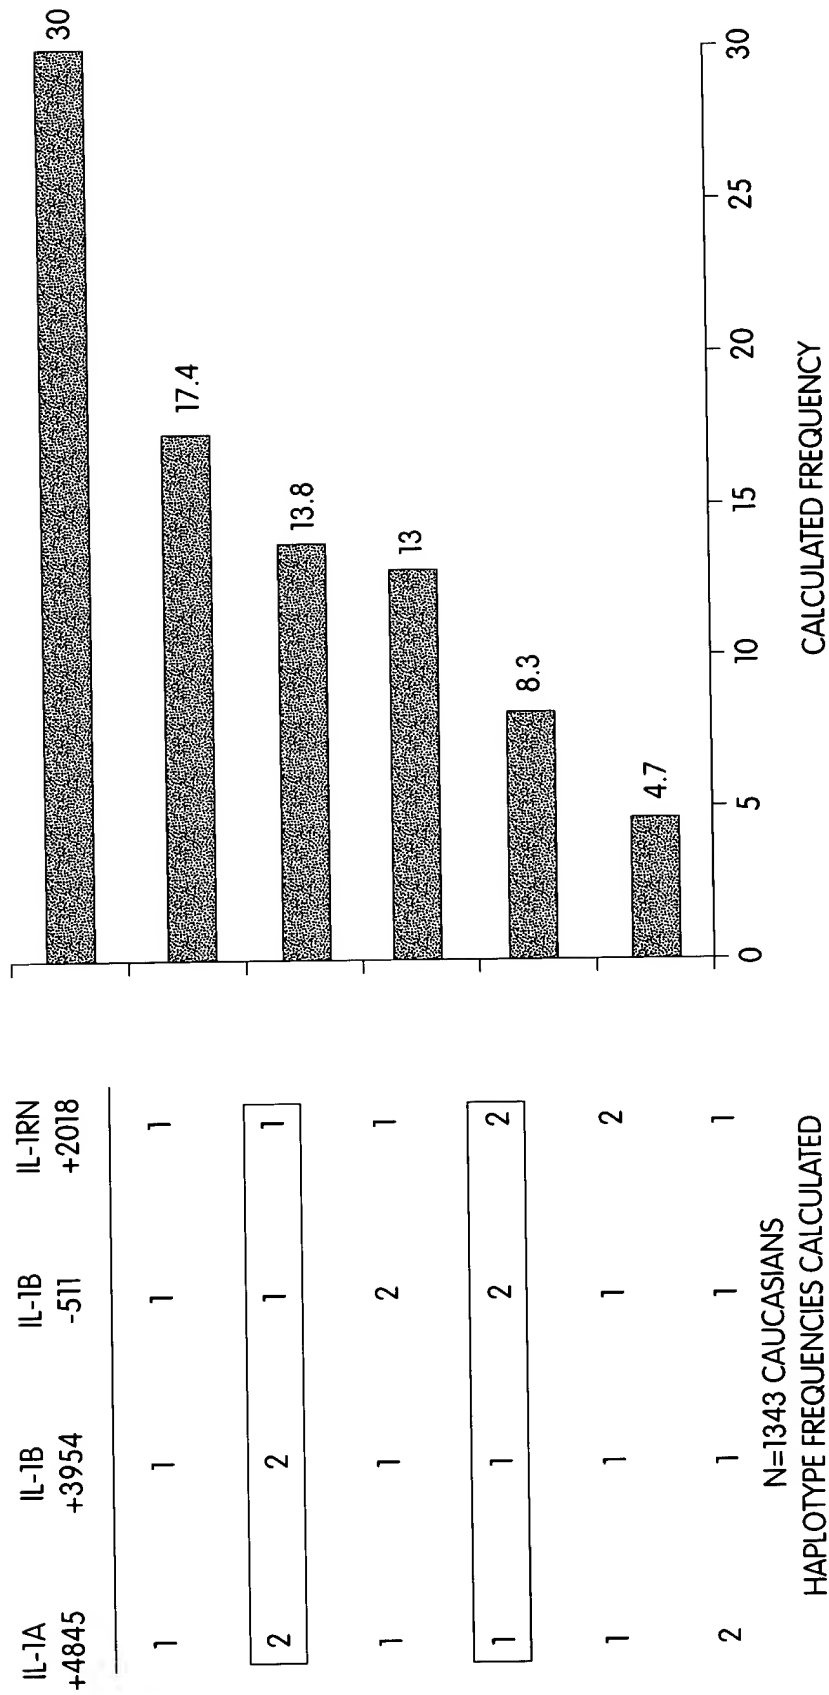 IL-1A IL-1B IL-1B IL-1RN
+4845 +3954 -511 +2018
1 1 1 1 30
2 2 1 1 17.4
1 1 2 1 13.8
1 1 2 2 13
1 1 1 2 8.3
2 1 1 1 4.7
0 5 10 15 20 25 30
N=1343 CAUCASIANS
HAPLOTYPE FREQUENCIES CALCULATED
CALCULATED FREQUENCY